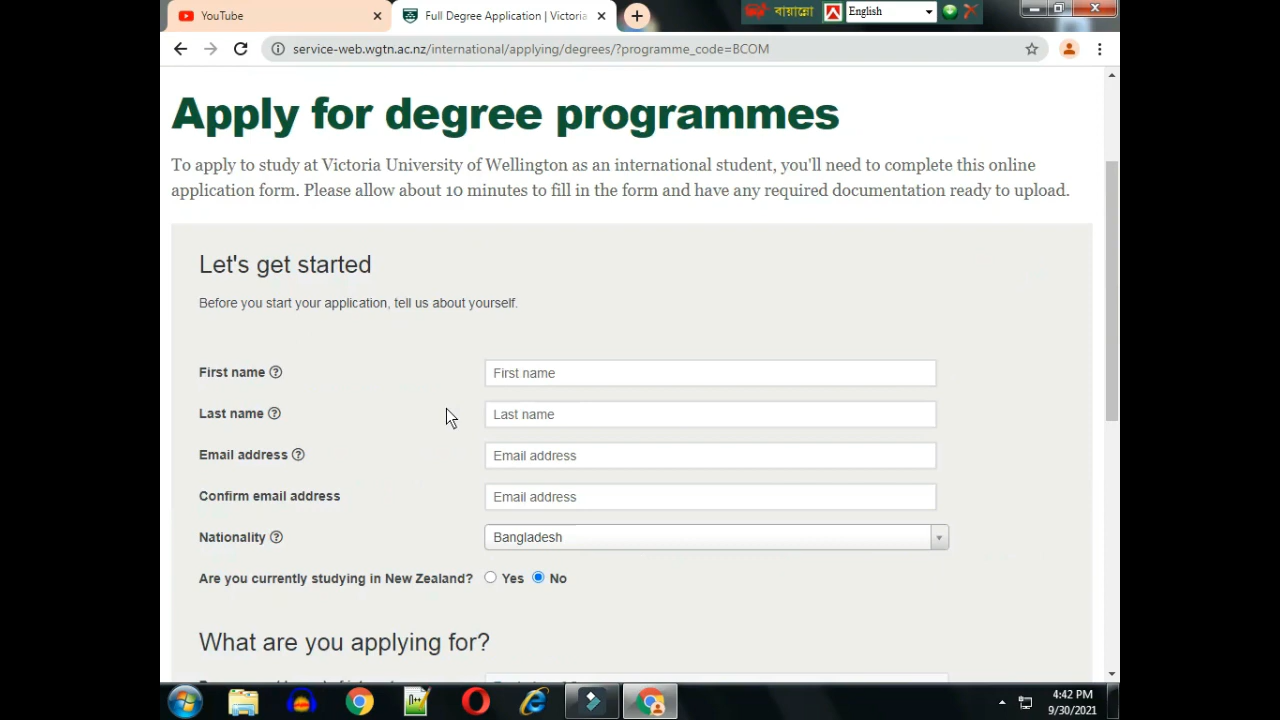 YouTube
Full Degree Application | Victoria
বায়ান্নো
English
service-web.wgtn.ac.nz/international/applying/degrees/?programme_code=BCOM
Apply for degree programmes
To apply to study at Victoria University of Wellington as an international student, you'll need to complete this online
application form. Please allow about 10 minutes to fill in the form and have any required documentation ready to upload.
Let's get started
Before you start your application, tell us about yourself.
First name
First name
Last name
Last name
Email address
Email address
Confirm email address
Email address
Nationality
Bangladesh
Are you currently studying in New Zealand? Yes No
What are you applying for?
4:42 PM
9/30/2021